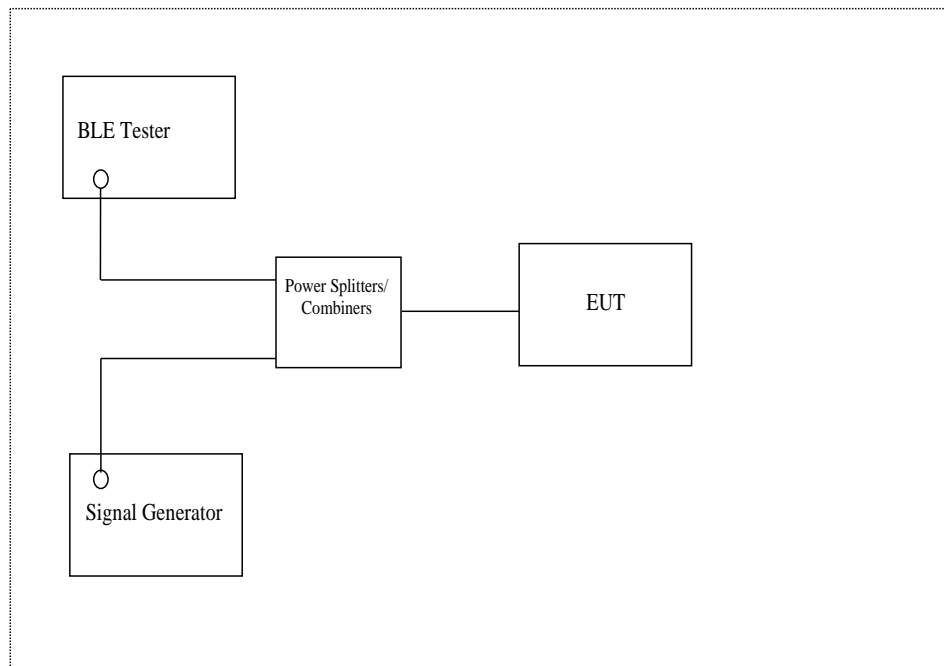 BLE Tester
Power Splitters/
Combiners
EUT
Signal Generator